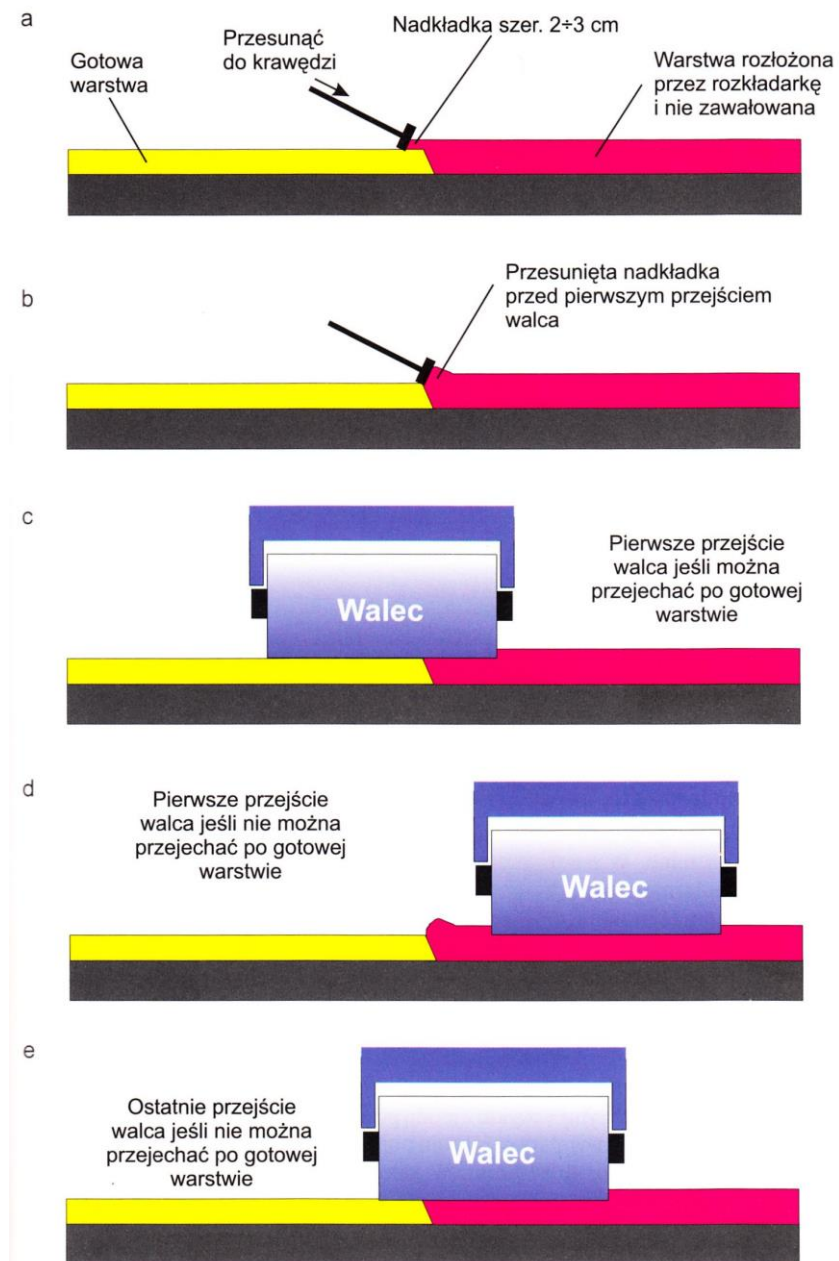 a
Przesunąć
do krawędzi
Nadkładka szer. 2÷3 cm
Gotowa
warstwa
Warstwa rozłożona
przez rozkładarkę
i nie zawałowana
b
Przesunięta nadkładka
przed pierwszym przejściem
walca
c
Walec
Pierwsze przejście
walca jeśli można
przejechać po gotowej
warstwie
d
Pierwsze przejście
walca jeśli nie można
przejechać po gotowej
warstwie
Walec
e
Ostatnie przejście
walca jeśli nie można
przejechać po gotowej
warstwie
Walec